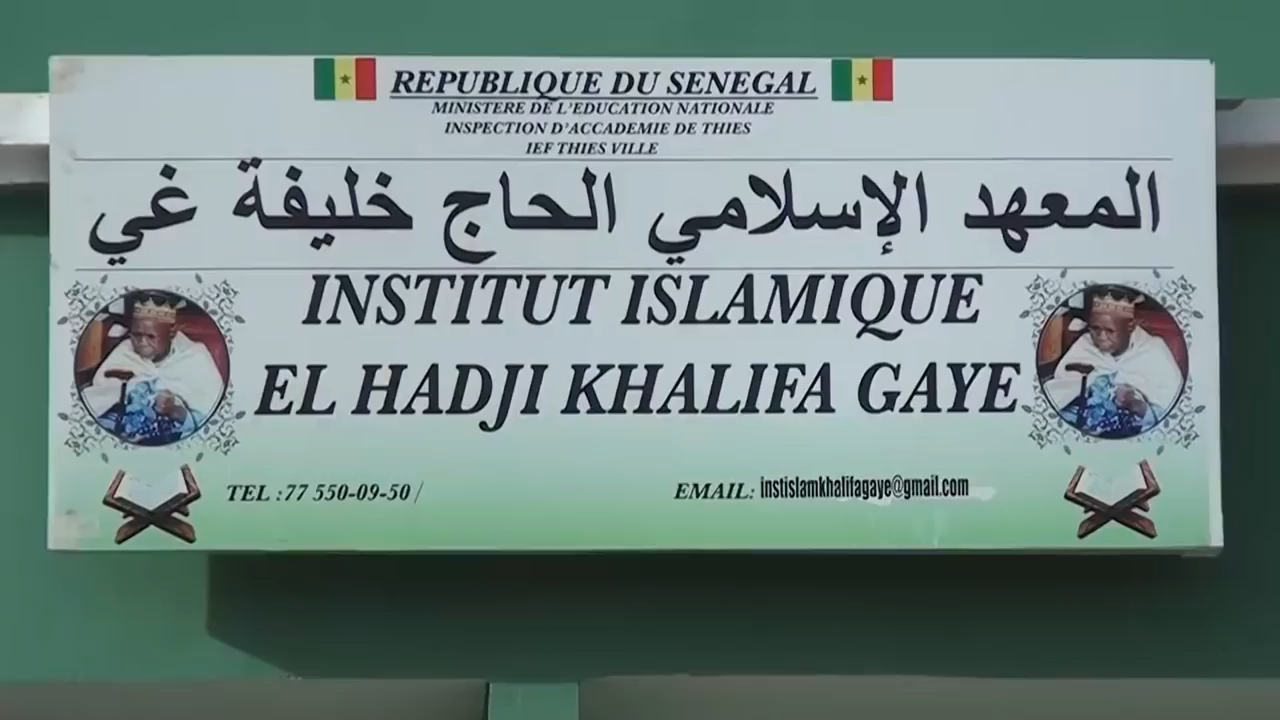 REPUBLIQUE DU SENEGAL
MINISTERE DE L'EDUCATION NATIONALE
INSPECTION D'ACCADEMIE DE THIES
IEF THIES VILLE
المعهد الإسلامي الحاج خليفة غي
INSTITUT ISLAMIQUE
EL HADJI KHALIFA GAYE
TEL :77 550-09-50 / EMAIL: instislamkhalifagaye@gmail.com